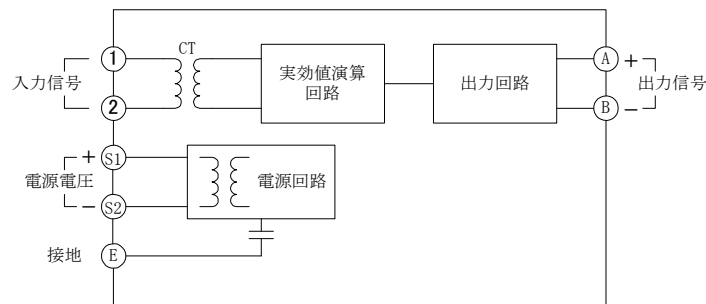 1
CT
入力信号
2
実効値演算
回路
出力回路
A
+
出力信号
B
−
+
S1
電源電圧
−
S2
電源回路
接地
E